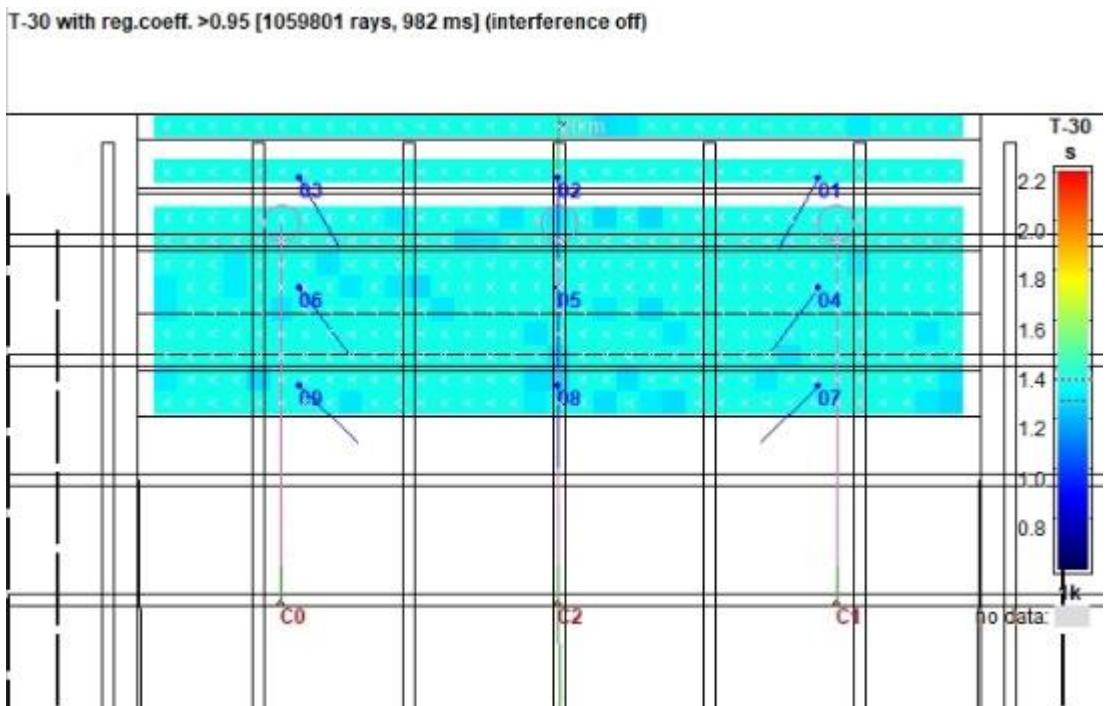 T-30 with reg.coeff. >0.95 [1059801 rays, 982 ms] (interference off)
T-30
s
03 02 01
2.2
2.0
06 05 04
1.8
1.6
1.4
09 08 07
1.2
1.0
0.8
1k
C0 C2 C1
no data: